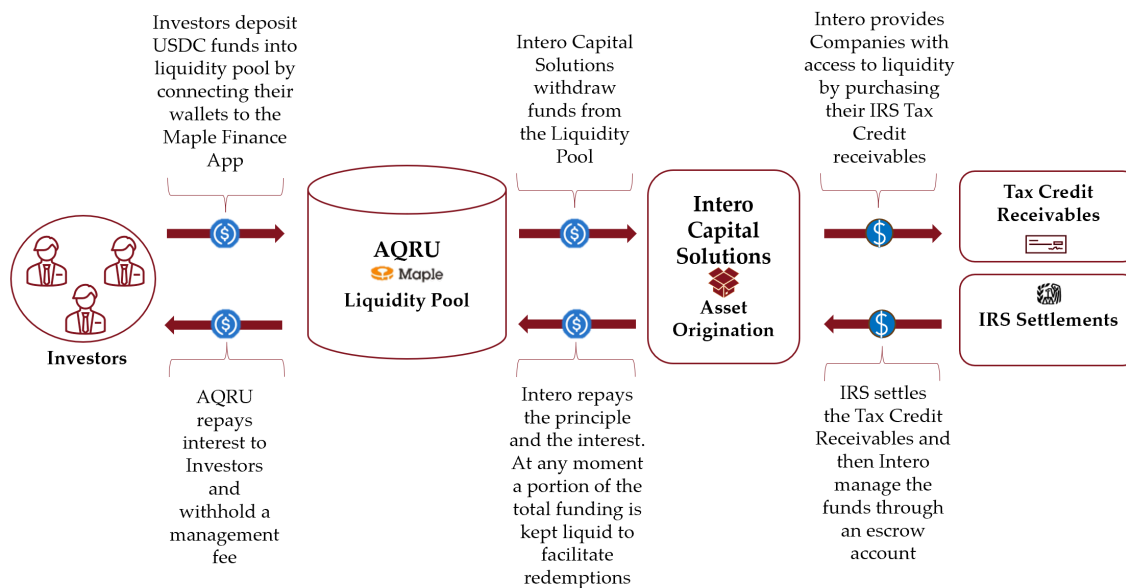 Investors deposit
USDC funds into
liquidity pool by
connecting their
wallets to the
Maple Finance
App
Intero Capital
Solutions
withdraw
funds from
the Liquidity
Pool
Intero provides
Companies with
access to liquidity
by purchasing
their IRS Tax
Credit
receivables
Investors
AQRU
Maple
Liquidity Pool
Intero
Capital
Solutions
Asset
Origination
Tax Credit
Receivables
IRS Settlements
AQRU
repays
interest to
Investors
and
withhold a
management
fee
Intero repays
the principle
and the interest.
At any moment
a portion of the
total funding is
kept liquid to
facilitate
redemptions
IRS settles
the Tax Credit
Receivables and
then Intero
manage the
funds through
an escrow
account